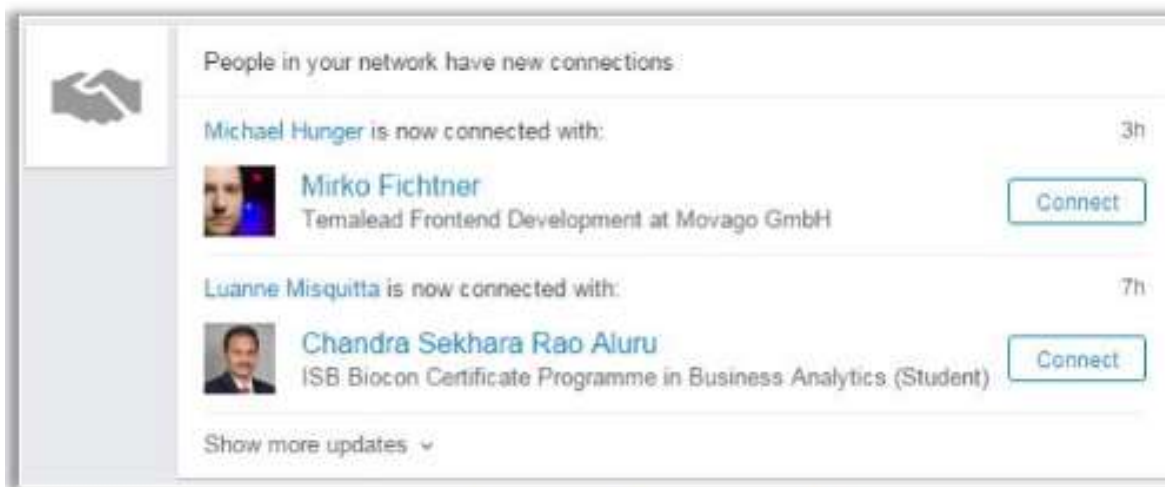 People in your network have new connections
Michael Hunger is now connected with:
3h
Mirko Fichtner
Temalead Frontend Development at Movago GmbH
Connect
Luanne Misquitta is now connected with:
7h
Chandra Sekhara Rao Aluru
ISB Biocon Certificate Programme in Business Analytics (Student)
Connect
Show more updates